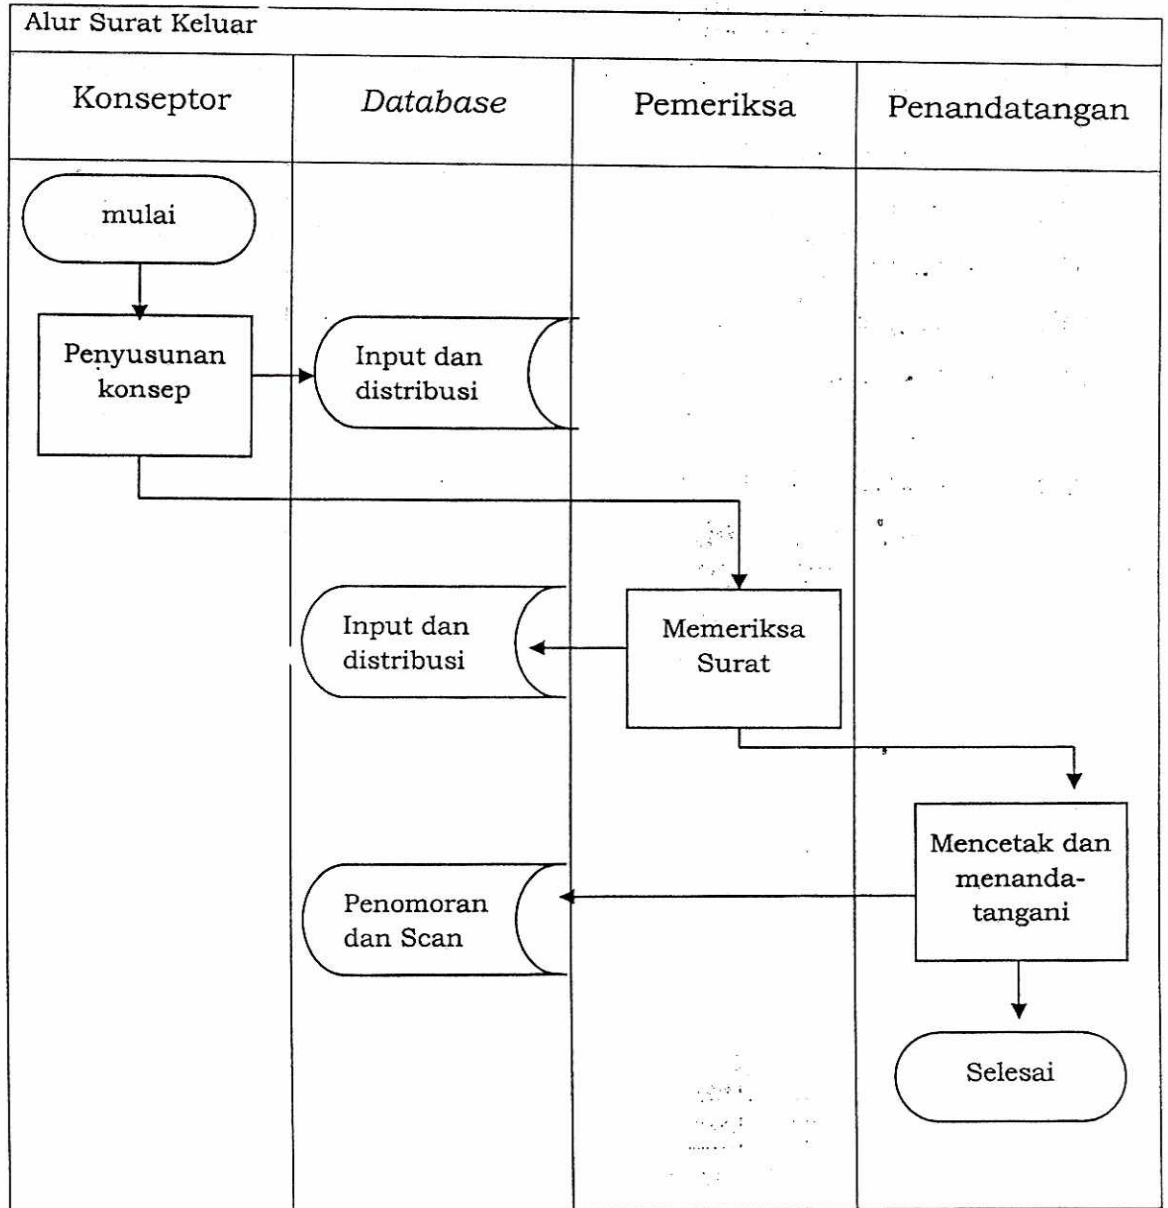 Alur Surat Keluar
Konseptor
Database
Pemeriksa
Penandatangan
mulai
Penyusunan
konsep
Input dan
distribusi
Input dan
distribusi
Memeriksa
Surat
Mencetak dan
menanda-
tangani
Penomoran
dan Scan
Selesai